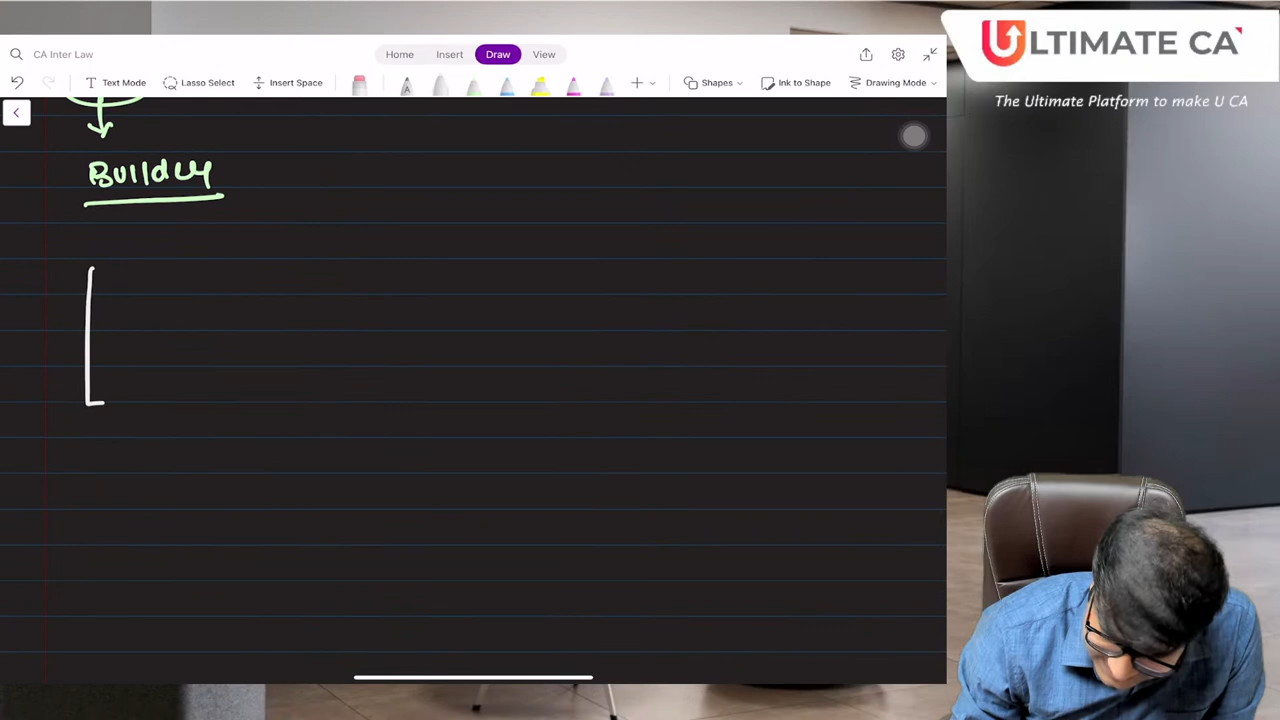 ULTIMATE CA
The Ultimate Platform to make U CA
CA Inter Law
Home Insert Draw View
Text Mode Lasso Select Insert Space Shapes Ink to Shape Drawing Mode
Builder